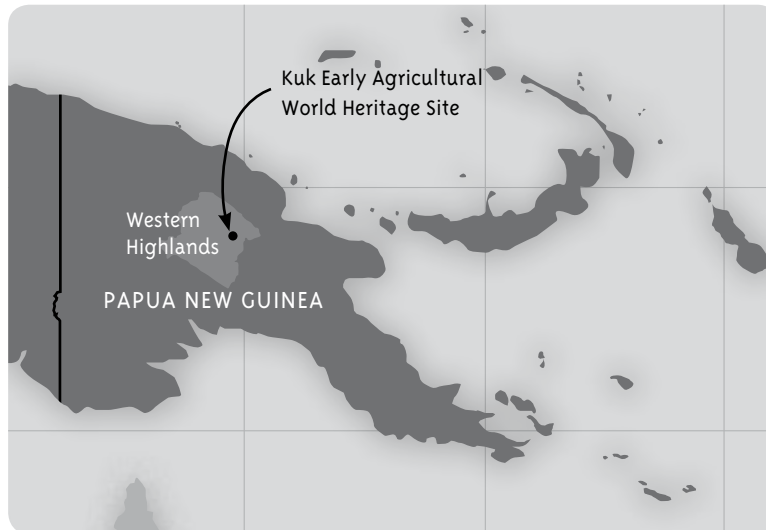 Kuk Early Agricultural
World Heritage Site
Western
Highlands
PAPUA NEW GUINEA